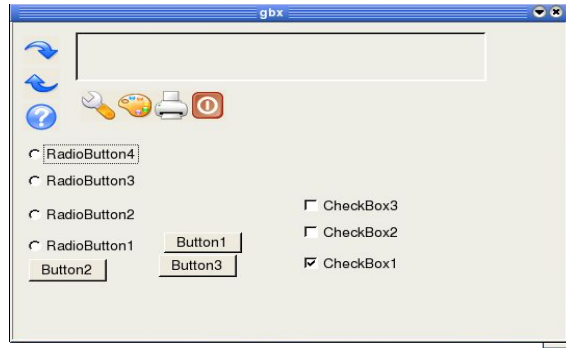 gbx
RadioButton4
RadioButton3
RadioButton2
CheckBox3
CheckBox2
RadioButton1
Button1
Button2
Button3
CheckBox1